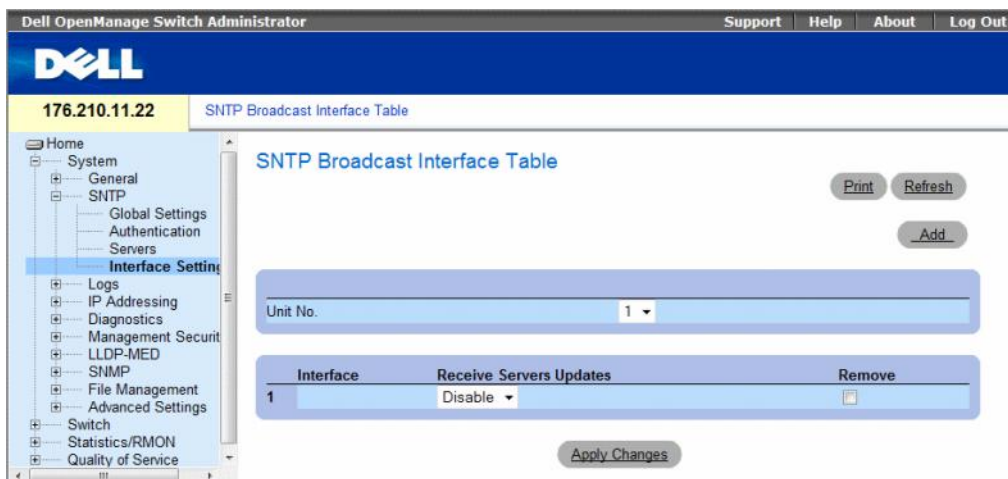 Dell OpenManage Switch Administrator Support Help About Log Out
DELL
176.210.11.22 SNTP Broadcast Interface Table
Home
System
General
SNTP
Global Settings
Authentication
Servers
Interface Setting
Logs
IP Addressing
Diagnostics
Management Securit
LLDP-MED
SNMP
File Management
Advanced Settings
Switch
Statistics/RMON
Quality of Service
SNTP Broadcast Interface Table
Print Refresh
Add
Unit No. 1
Interface Receive Servers Updates Remove
1 Disable
Apply Changes